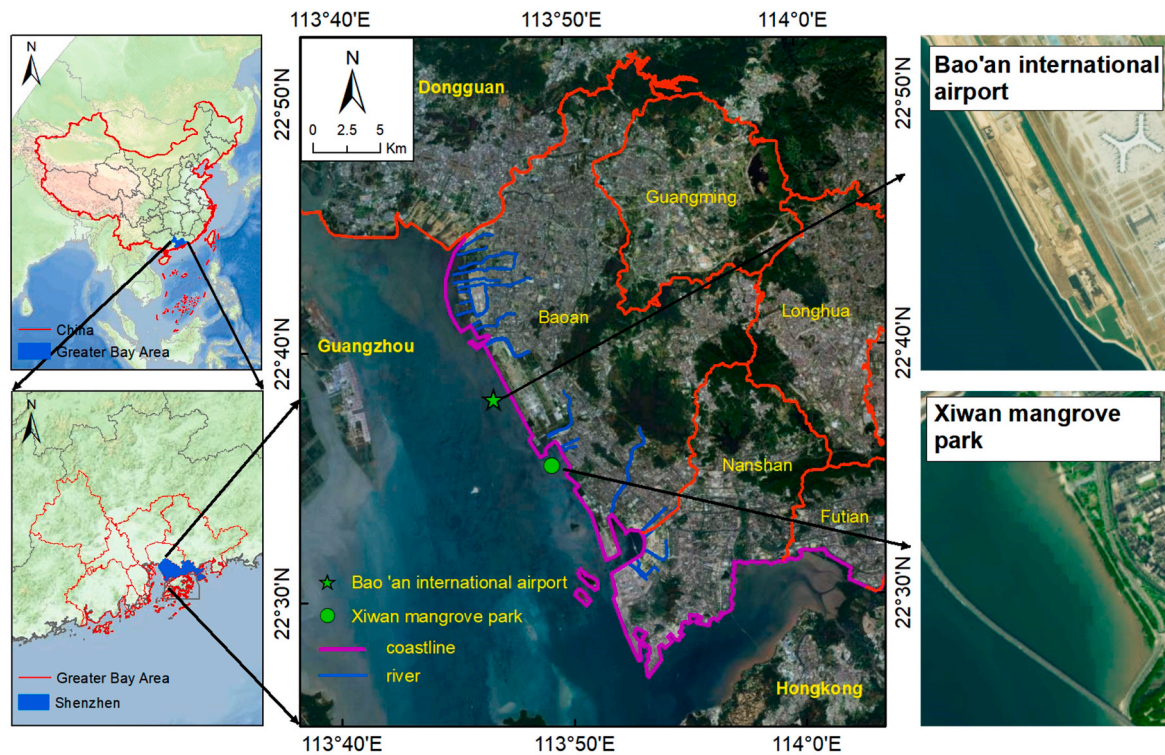 113°40'E
113°50'E
114°0'E
N
China
Greater Bay Area
N
Greater Bay Area
Shenzhen
22°50'N
22°40'N
22°30'N
N
0 2.5 5
Km
Dongguan
Guangming
Longhua
Baoan
Guangzhou
Nanshan
Futian
Bao 'an international airport
Xiwan mangrove park
coastline
river
Hongkong
22°50'N
22°40'N
22°30'N
113°40'E
113°50'E
114°0'E
Bao'an international
airport
Xiwan mangrove
park